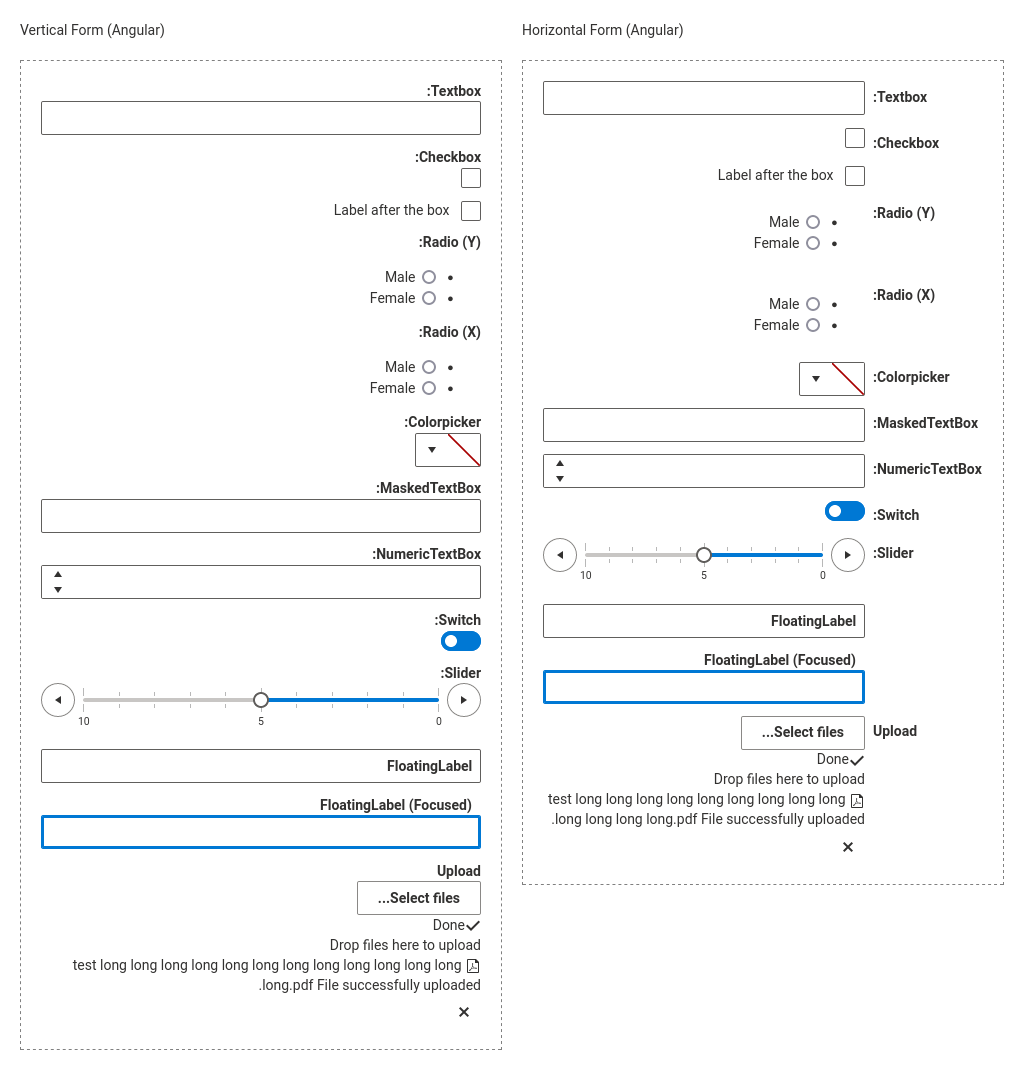 Vertical Form (Angular)
:Textbox
:Checkbox
Label after the box
:Radio (Y)
Male
Female
:Radio (X)
Male
Female
:Colorpicker
:MaskedTextBox
:NumericTextBox
:Switch
:Slider
10 5 0
FloatingLabel
FloatingLabel (Focused)
Upload
...Select files
Done
Drop files here to upload
test long long long long long long long long long long long long
.long.pdf File successfully uploaded
Horizontal Form (Angular)
:Textbox
:Checkbox
Label after the box
:Radio (Y)
Male
Female
:Radio (X)
Male
Female
:Colorpicker
:MaskedTextBox
:NumericTextBox
:Switch
:Slider
10 5 0
FloatingLabel
FloatingLabel (Focused)
Upload
...Select files
Done
Drop files here to upload
test long long long long long long long long long
.long long long long.pdf File successfully uploaded